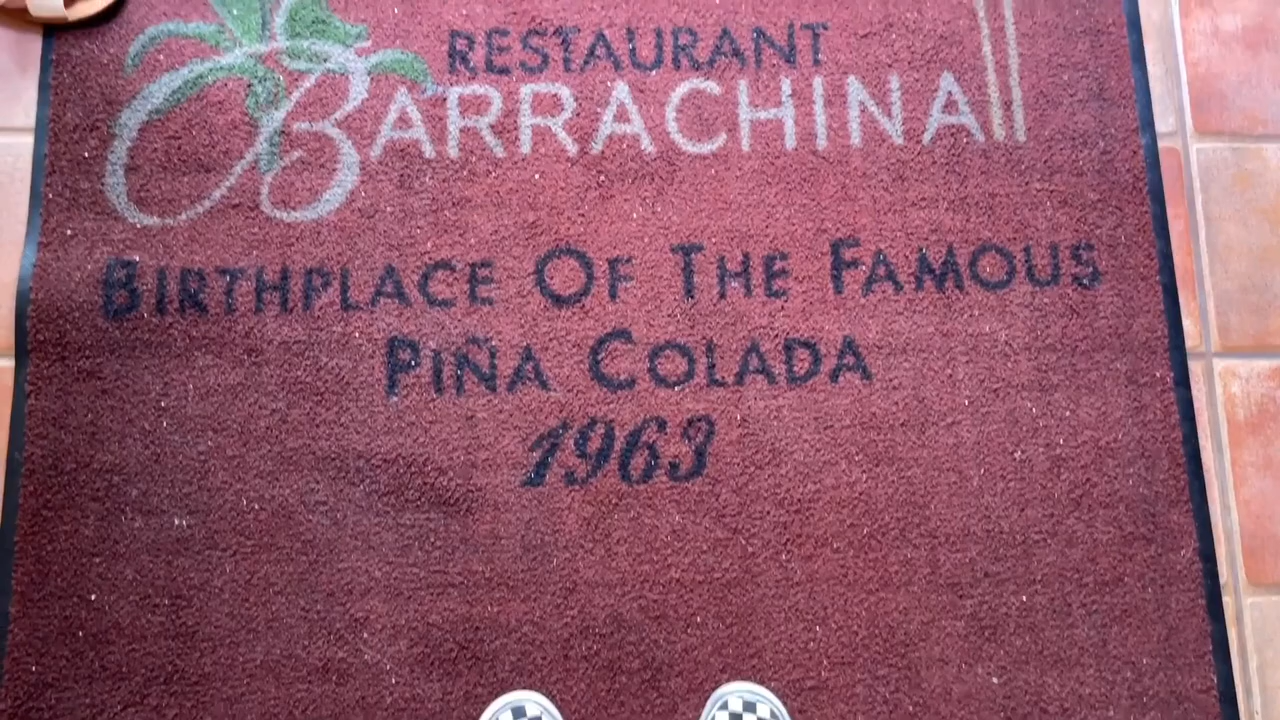 RESTAURANT
BARRACHINA
BIRTHPLACE OF THE FAMOUS
PIÑA COLADA
1963